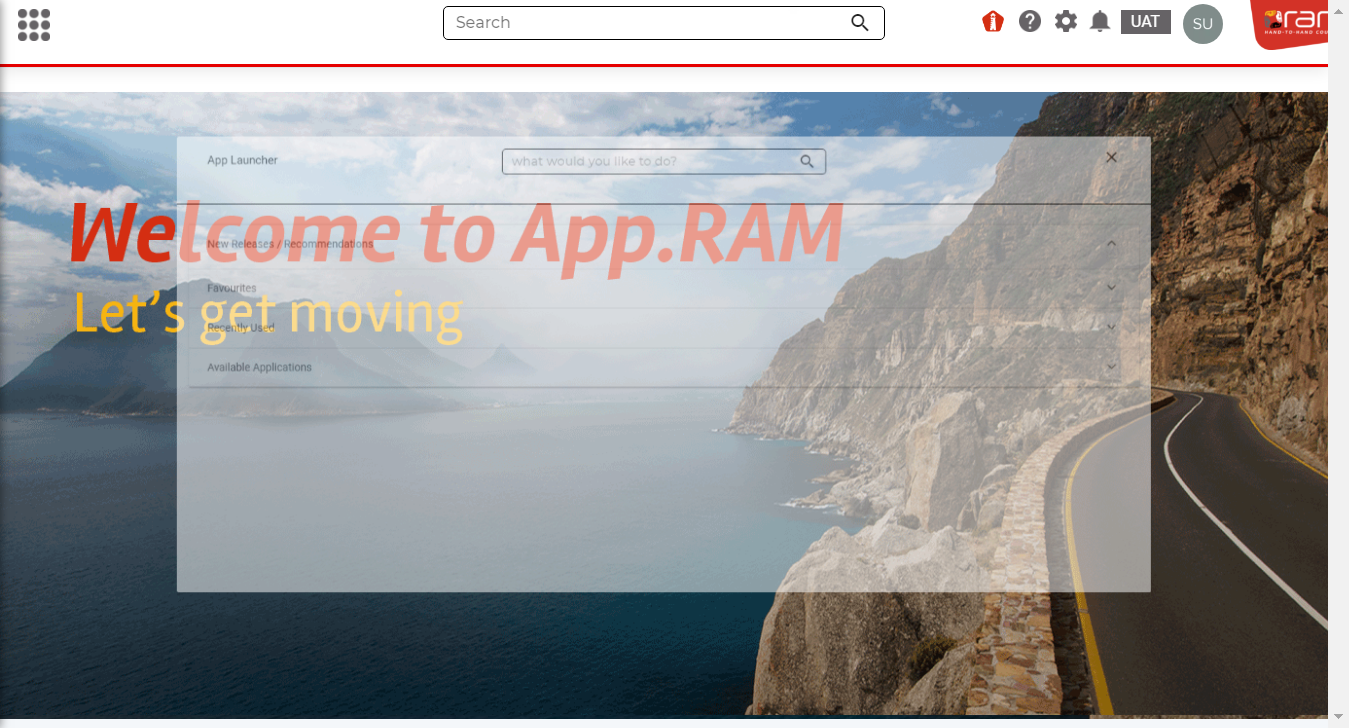 Search
UAT
SU
ram
HAND-TO-HAND COU
App Launcher
what would you like to do?
Welcome to App.RAM
New Releases / Recommendations
Favourites
Let's get moving
Recently Used
Available Applications